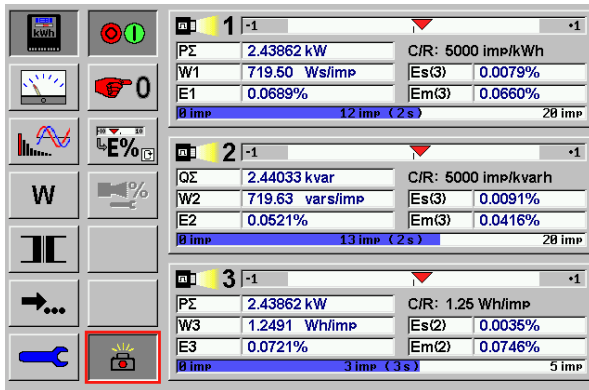 kWh
0
-10 10
E%
%
W
...
1 -1 +1
PΣ 2.43862 kW C/R: 5000 imp/kWh
W1 719.50 Ws/imp Es(3) 0.0079%
E1 0.0689% Em(3) 0.0660%
0 imp 12 imp (2 s) 20 imp
2 -1 +1
QΣ 2.44033 kvar C/R: 5000 imp/kvarh
W2 719.63 vars/imp Es(3) 0.0091%
E2 0.0521% Em(3) 0.0416%
0 imp 13 imp (2 s) 20 imp
3 -1 +1
PΣ 2.43862 kW C/R: 1.25 Wh/imp
W3 1.2491 Wh/imp Es(2) 0.0035%
E3 0.0721% Em(2) 0.0746%
0 imp 3 imp (3 s) 5 imp